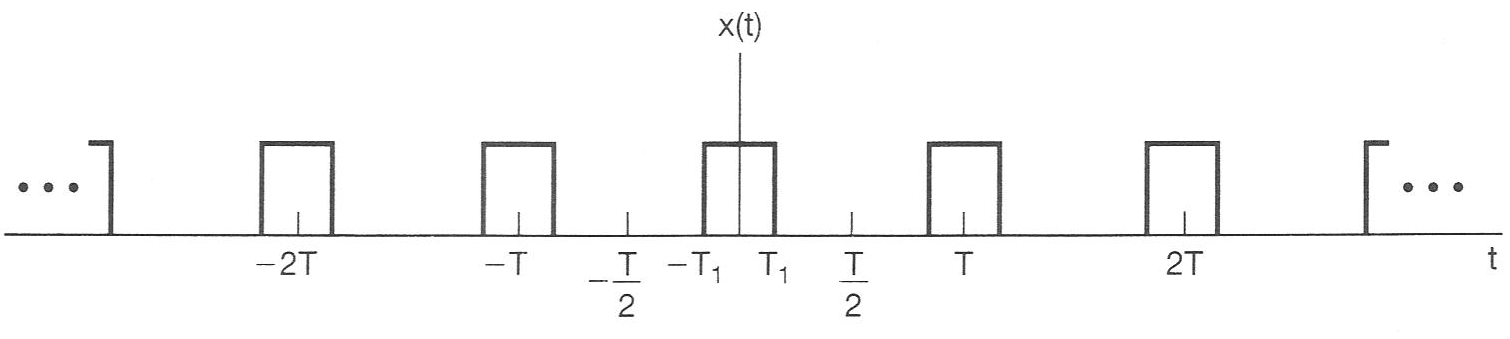 x(t)
• • •
• • •
−2T −T −T/2 −T₁ T₁ T/2 T 2T t